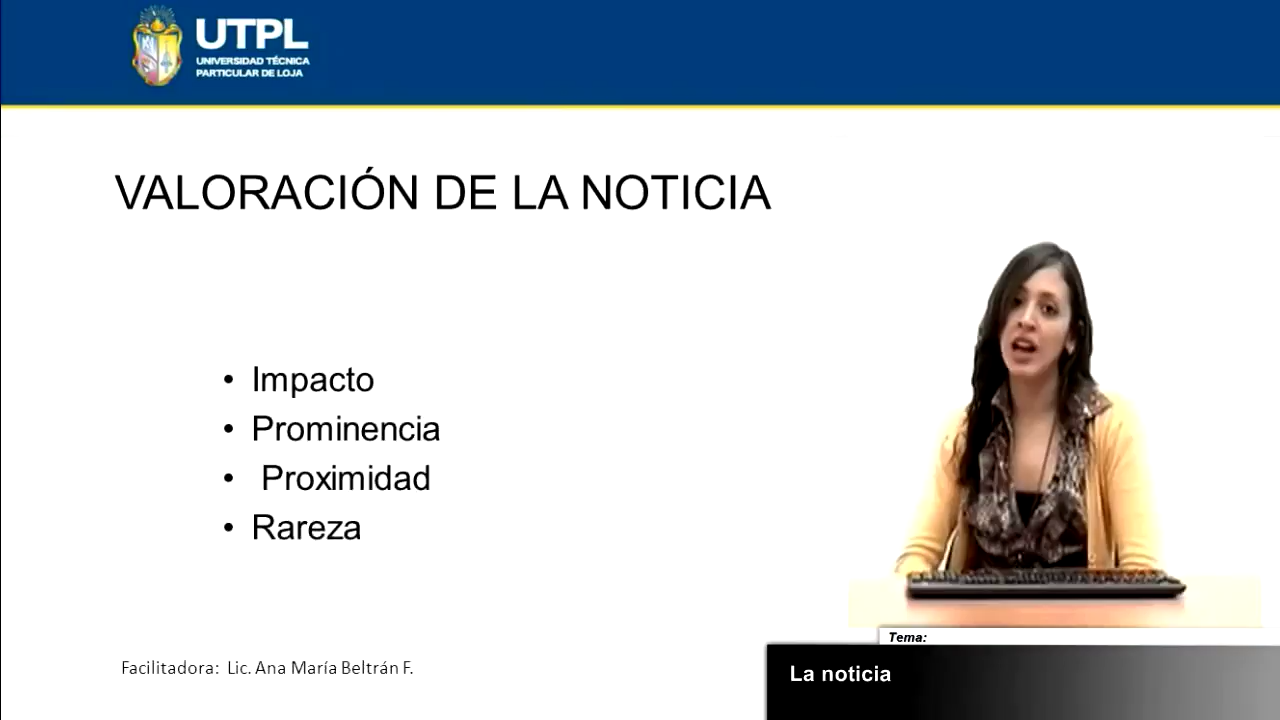 UTPL
UNIVERSIDAD TÉCNICA
PARTICULAR DE LOJA
VALORACIÓN DE LA NOTICIA
• Impacto
• Prominencia
• Proximidad
• Rareza
Facilitadora: Lic. Ana María Beltrán F.
Tema:
La noticia